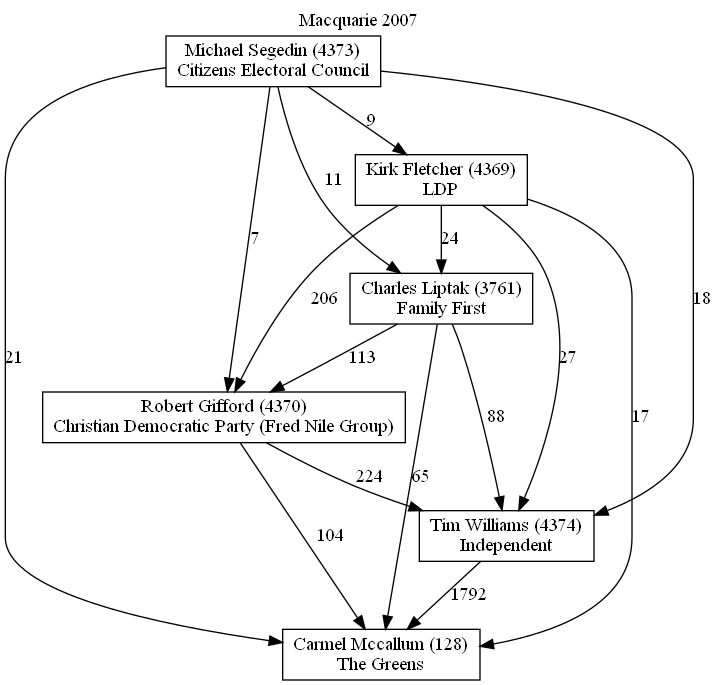 Macquarie 2007
Michael Segedin (4373)
Citizens Electoral Council
9
Kirk Fletcher (4369)
LDP
11
7
24
206
Charles Liptak (3761)
Family First
18
21
113
27
88
17
Robert Gifford (4370)
Christian Democratic Party (Fred Nile Group)
224
65
104
Tim Williams (4374)
Independent
1792
Carmel Mccallum (128)
The Greens